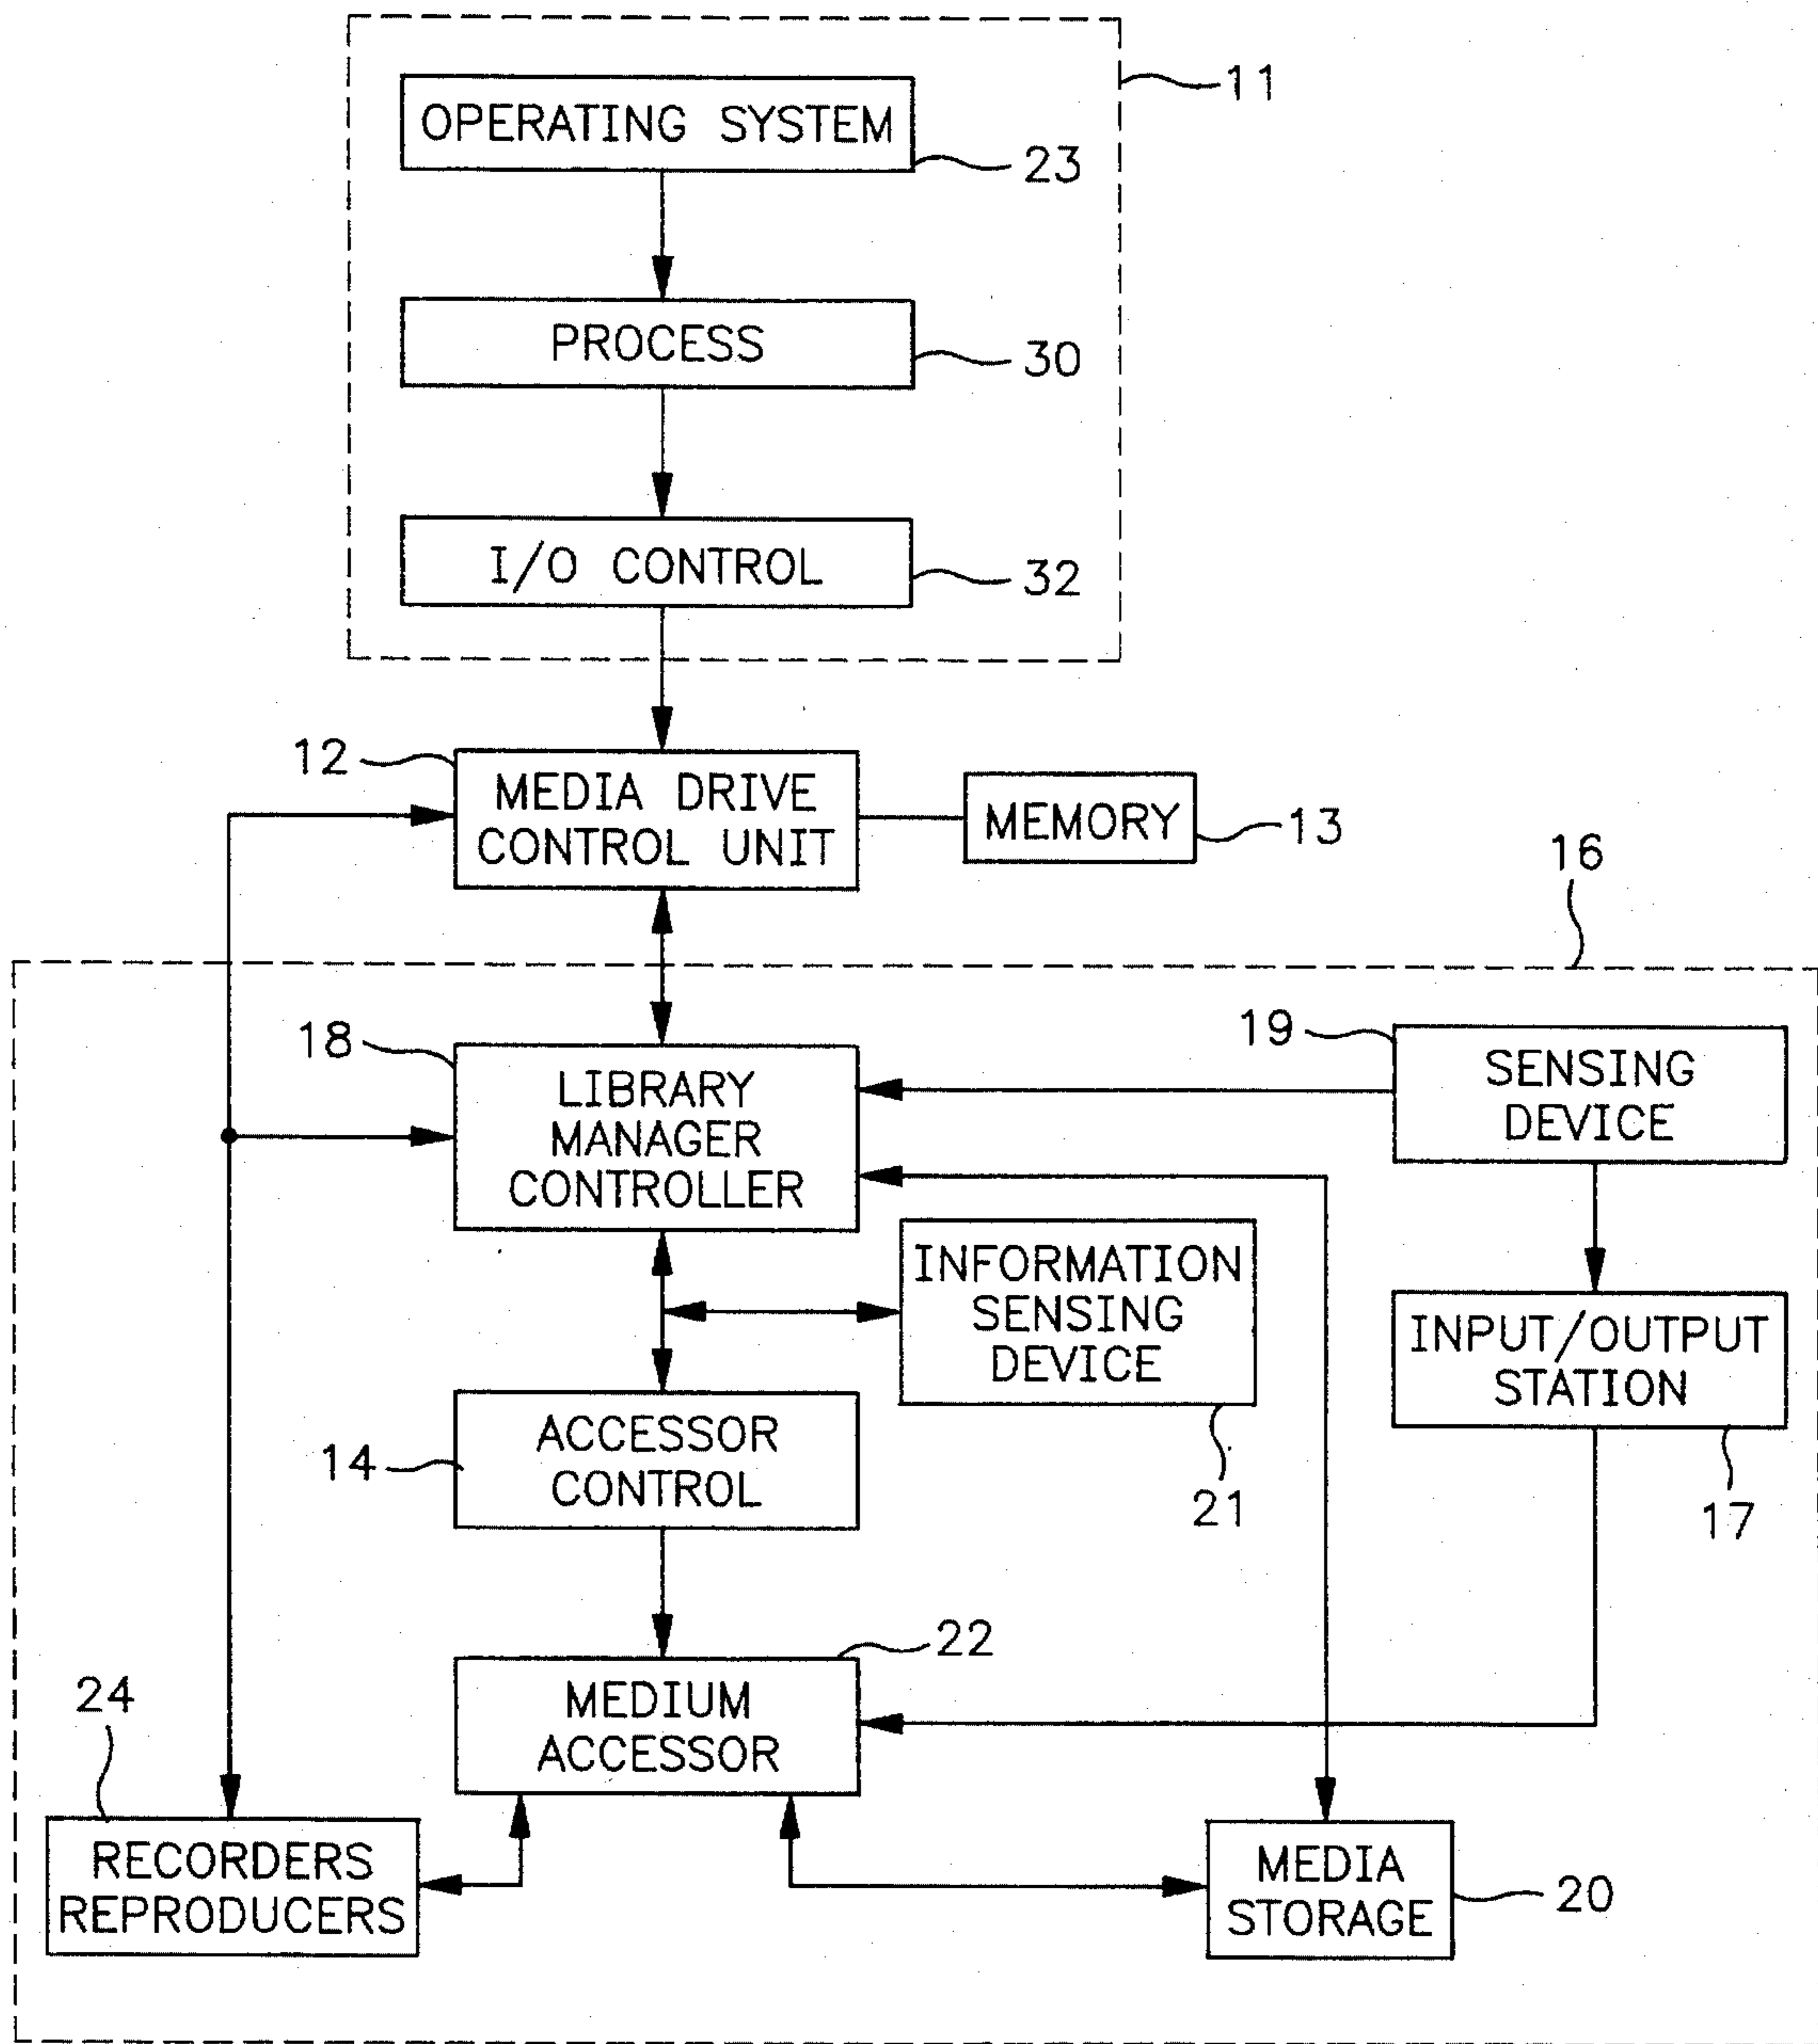 11
OPERATING SYSTEM
23
PROCESS
30
I/O CONTROL
32
12
MEDIA DRIVE
CONTROL UNIT
MEMORY
13
16
18
LIBRARY
MANAGER
CONTROLLER
19
SENSING
DEVICE
INFORMATION
SENSING
DEVICE
21
INPUT/OUTPUT
STATION
17
14
ACCESSOR
CONTROL
22
MEDIUM
ACCESSOR
24
RECORDERS
REPRODUCERS
MEDIA
STORAGE
20